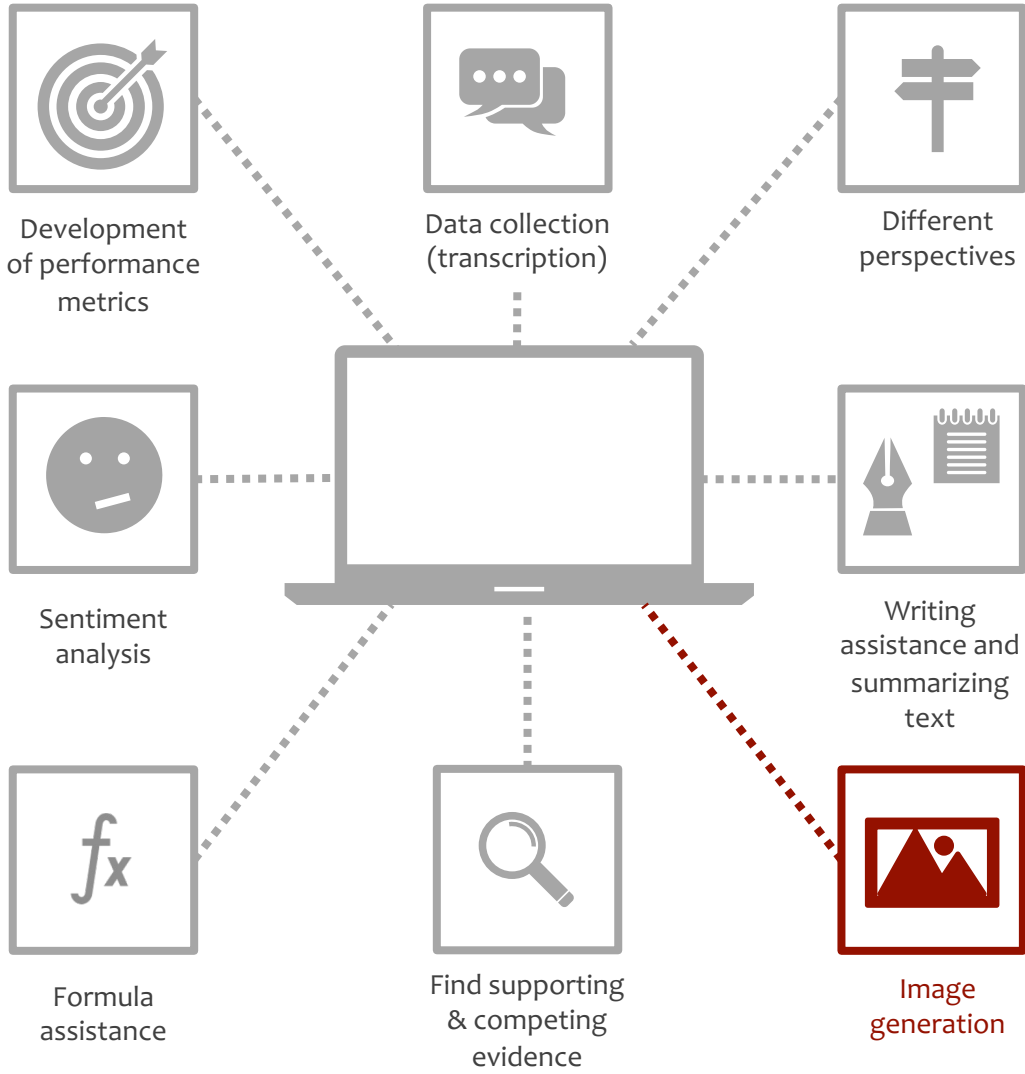 Development
of performance
metrics
Data collection
(transcription)
Different
perspectives
Sentiment
analysis
Writing
assistance and
summarizing
text
fx
Formula
assistance
Find supporting
& competing
evidence
Image
generation